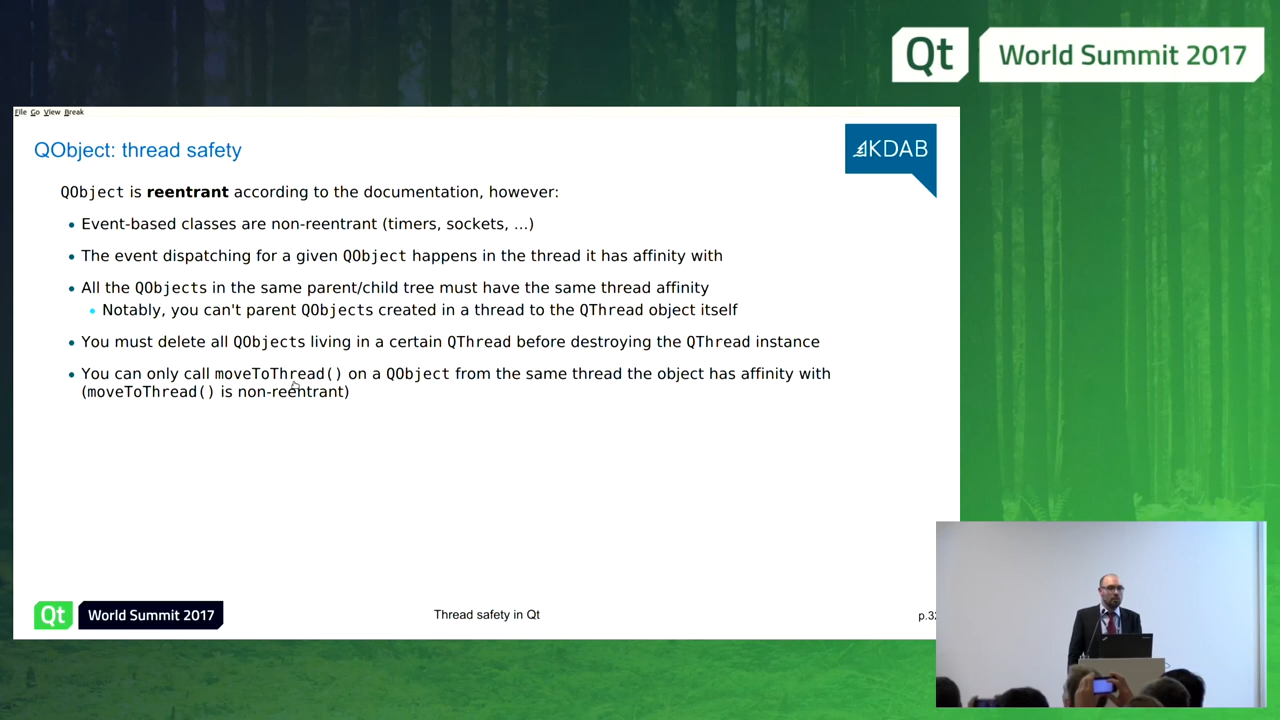 Qt World Summit 2017
File Go View Break
QObject: thread safety
KDAB
QObject is reentrant according to the documentation, however:
• Event-based classes are non-reentrant (timers, sockets, …)
• The event dispatching for a given QObject happens in the thread it has affinity with
• All the QObjects in the same parent/child tree must have the same thread affinity
• Notably, you can't parent QObjects created in a thread to the QThread object itself
• You must delete all QObjects living in a certain QThread before destroying the QThread instance
• You can only call moveToThread() on a QObject from the same thread the object has affinity with
(moveToThread() is non-reentrant)
Qt World Summit 2017
Thread safety in Qt